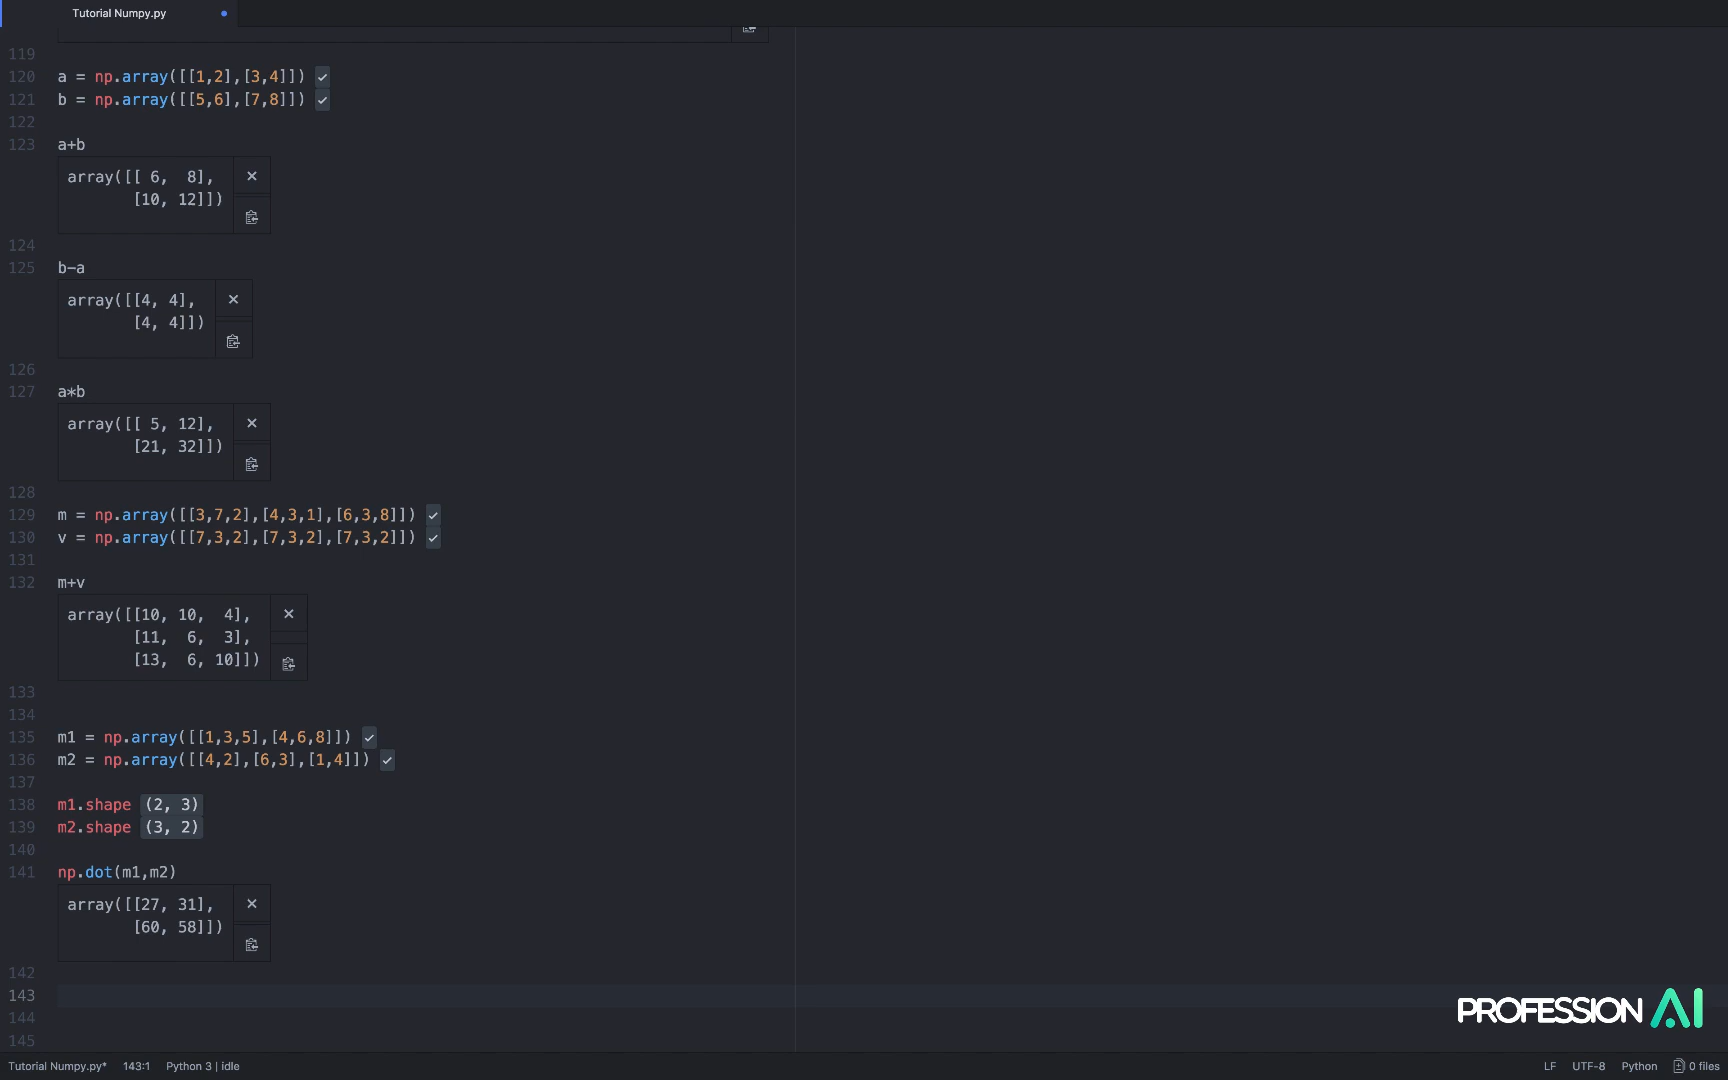 Tutorial Numpy.py
119
120 a = np.array([[1,2],[3,4]])
121 b = np.array([[5,6],[7,8]])
122
123 a+b
array([[ 6,  8],
       [10, 12]])
124
125 b-a
array([[4, 4],
       [4, 4]])
126
127 a*b
array([[ 5, 12],
       [21, 32]])
128
129 m = np.array([[3,7,2],[4,3,1],[6,3,8]])
130 v = np.array([[7,3,2],[7,3,2],[7,3,2]])
131
132 m+v
array([[10, 10,  4],
       [11,  6,  3],
       [13,  6, 10]])
133
134
135 m1 = np.array([[1,3,5],[4,6,8]])
136 m2 = np.array([[4,2],[6,3],[1,4]])
137
138 m1.shape (2, 3)
139 m2.shape (3, 2)
140
141 np.dot(m1,m2)
array([[27, 31],
       [60, 58]])
142
143
144
145
PROFESSION AI
Tutorial Numpy.py* 143:1 Python 3 | idle LF UTF-8 Python 0 files